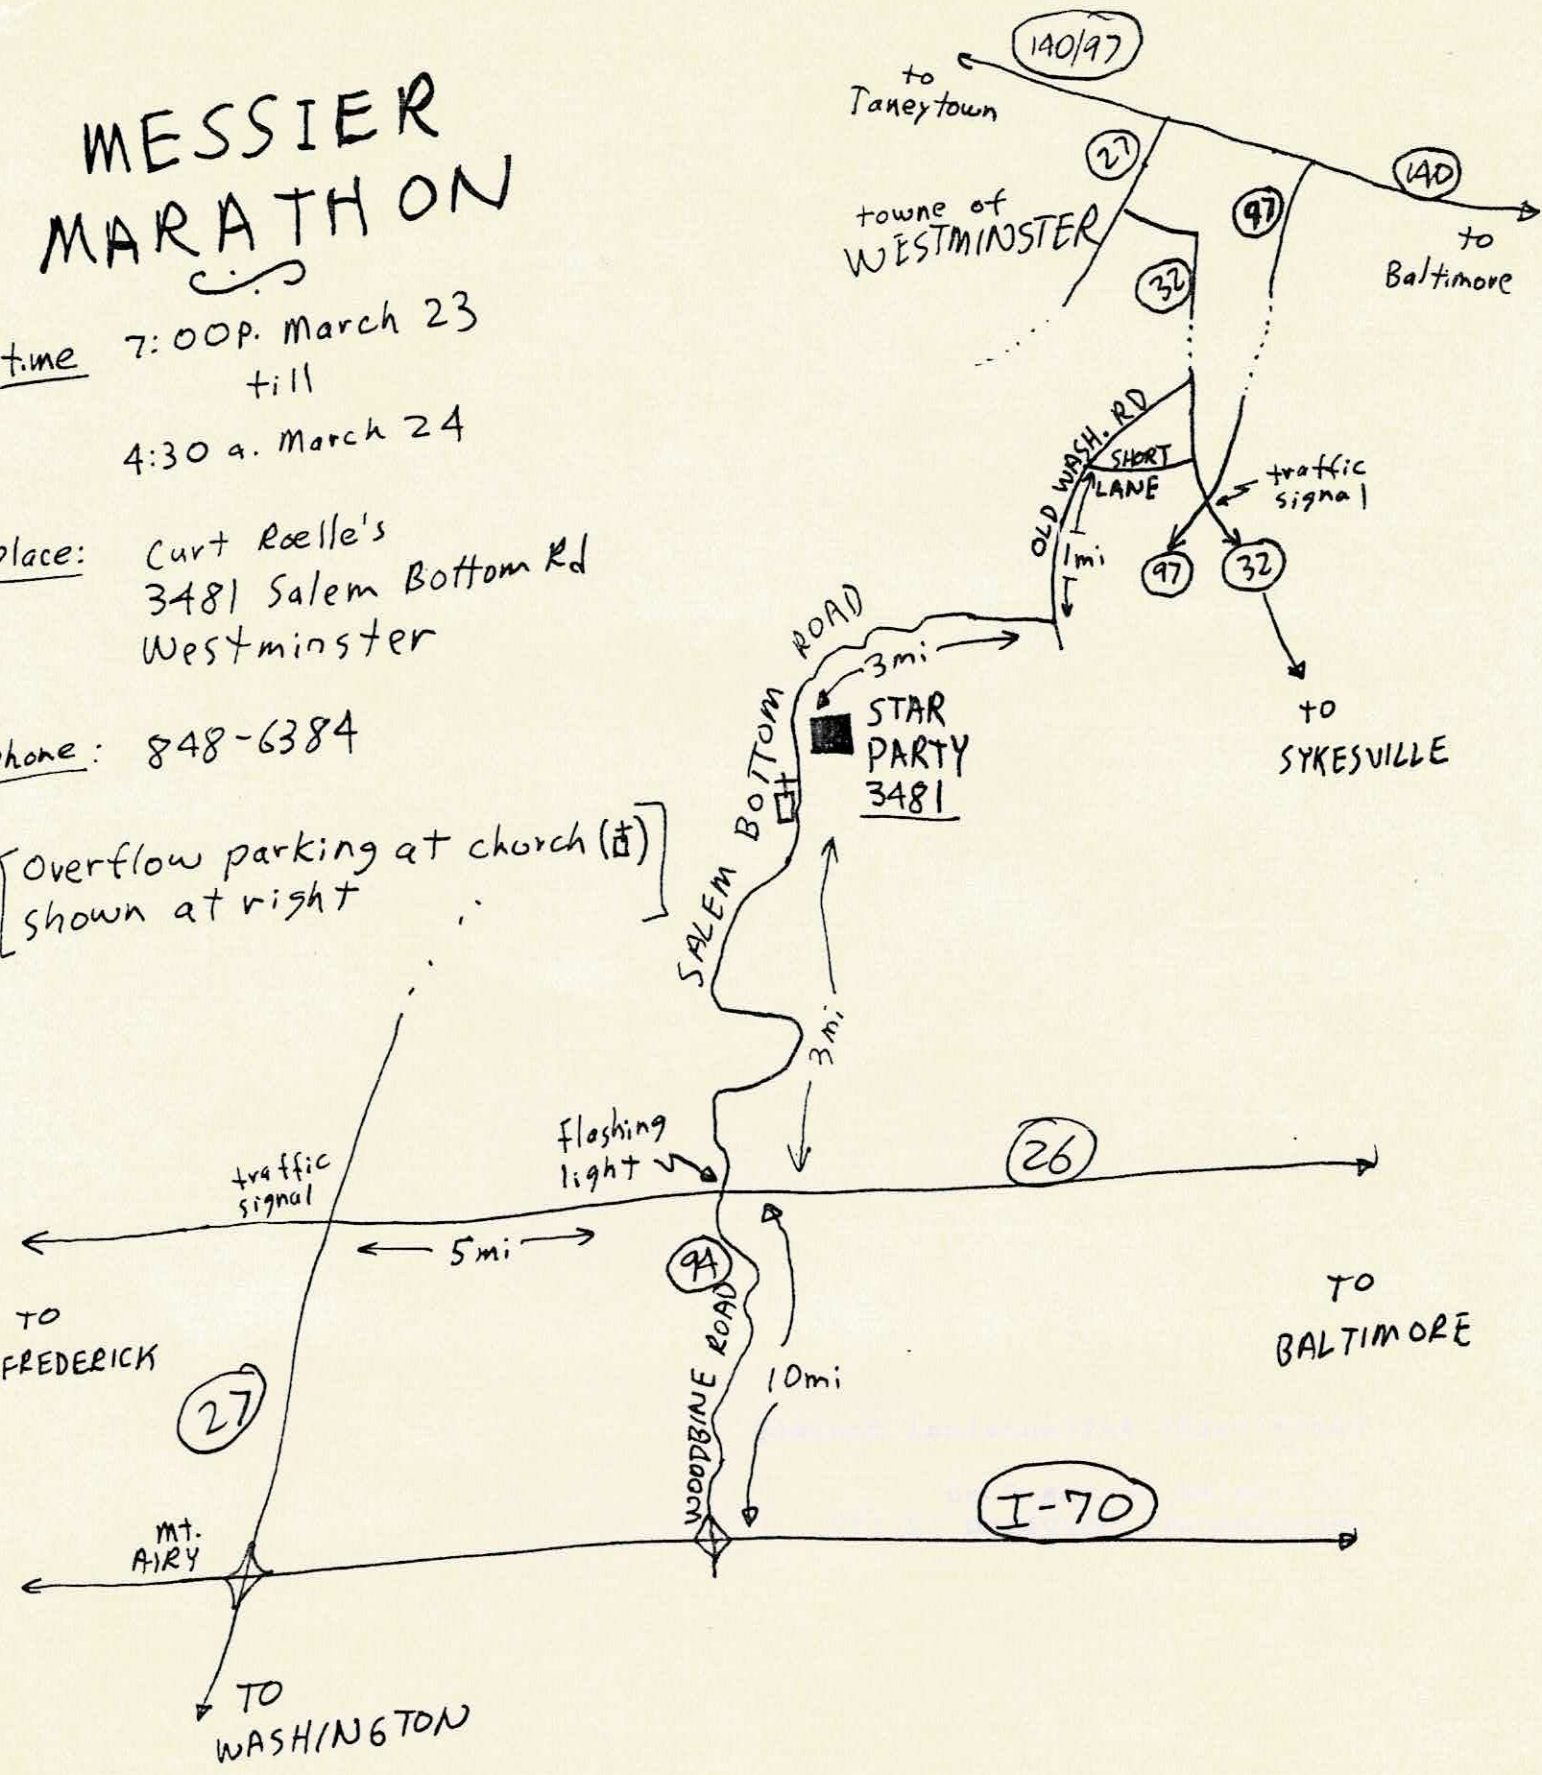 MESSIER
MARATHON
time 7:00p. March 23
till
4:30 a. March 24
place: Curt Roelle's
3481 Salem Bottom Rd
Westminster
phone: 848-6384
[Overflow parking at church ( )
shown at right]
140/97
to
Taneytown
27
97
140
to
Baltimore
towne of
WESTMINSTER
32
OLD WASH. RD
SHORT
LANE
traffic
signal
1mi
97
32
to
SYKESVILLE
SALEM BOTTOM ROAD
3mi
STAR
PARTY
3481
3mi
flashing
light
26
traffic
signal
5mi
94
TO
FREDERICK
TO
BALTIMORE
27
WOODBINE ROAD
10mi
I-70
mt.
AIRY
TO
WASHINGTON